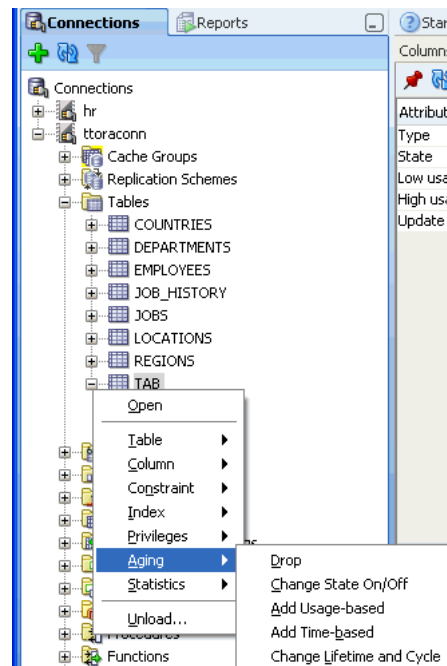 Connections Reports
Columns
Connections
Attribut
hr
Type
ttoraconn
State
Cache Groups
Low usa
Replication Schemes
High usa
Tables
Update
COUNTRIES
DEPARTMENTS
EMPLOYEES
JOB_HISTORY
JOBS
LOCATIONS
REGIONS
TAB
Open
Table
Column
Constraint
Index
Privileges
Aging
Statistics
Unload...
Drop
Change State On/Off
Add Usage-based
Add Time-based
Change Lifetime and Cycle
Procedures
Functions